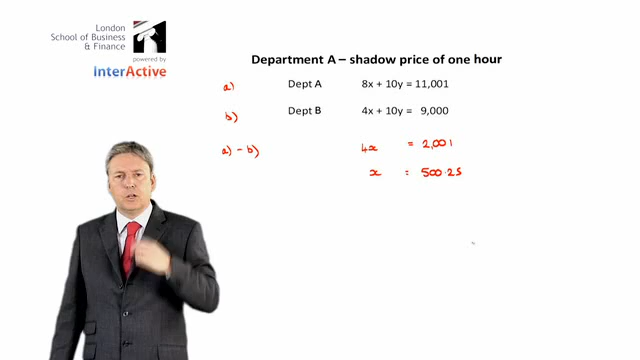 London
School of Business
& Finance
powered by
InterActive
Department A – shadow price of one hour
a) Dept A 8x + 10y = 11,001
b) Dept B 4x + 10y = 9,000
a) - b) 4x = 2,001
x = 500.25